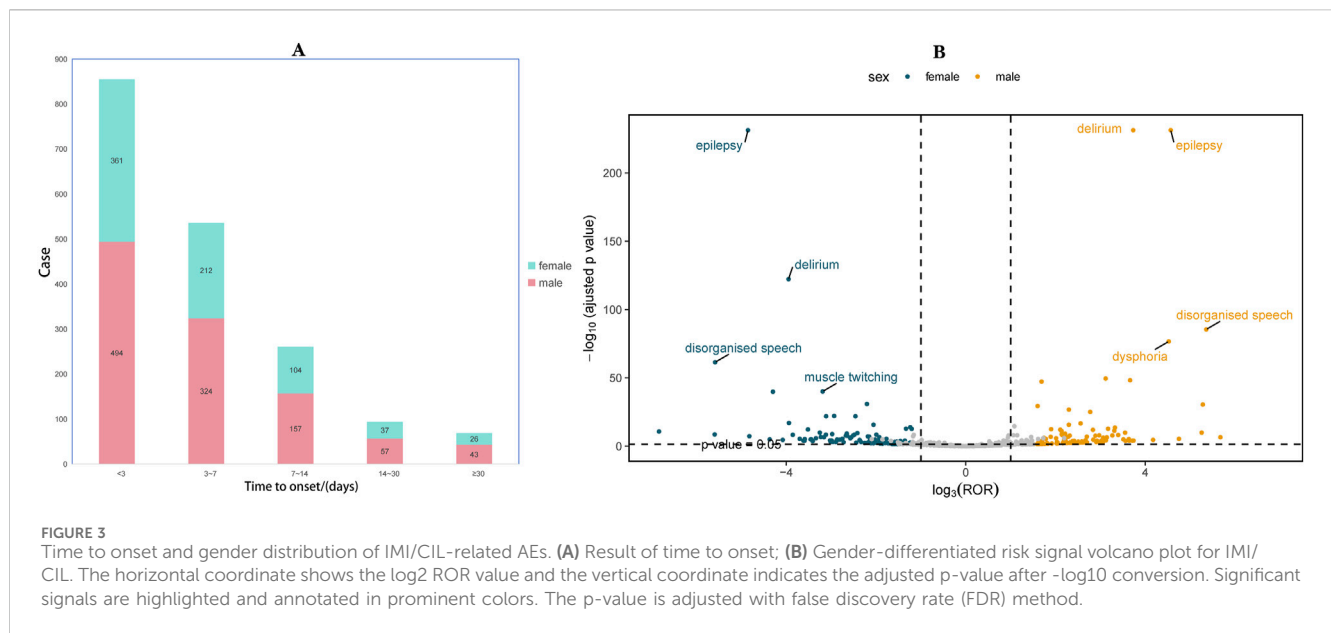 A
900
800
700
600
500
400
300
200
100
0
Case
361
494
212
324
104
157
37
57
26
43
<3
3~7
7~14
14~30
≥30
Time to onset/(days)
female
male
B
sex female male
200
150
100
50
0
−log10 (ajusted p value)
epilepsy
delirium
disorganised speech
muscle twitching
delirium
epilepsy
disorganised speech
dysphoria
p-value = 0.05
−4
0
4
log3(ROR)
FIGURE 3
Time to onset and gender distribution of IMI/CIL-related AEs. (A) Result of time to onset; (B) Gender-differentiated risk signal volcano plot for IMI/
CIL. The horizontal coordinate shows the log2 ROR value and the vertical coordinate indicates the adjusted p-value after -log10 conversion. Significant
signals are highlighted and annotated in prominent colors. The p-value is adjusted with false discovery rate (FDR) method.